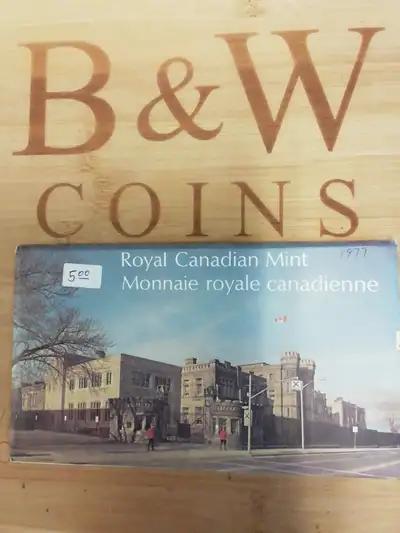 B&W
COINS
Royal Canadian Mint
1977
5.00
Monnaie royale canadienne